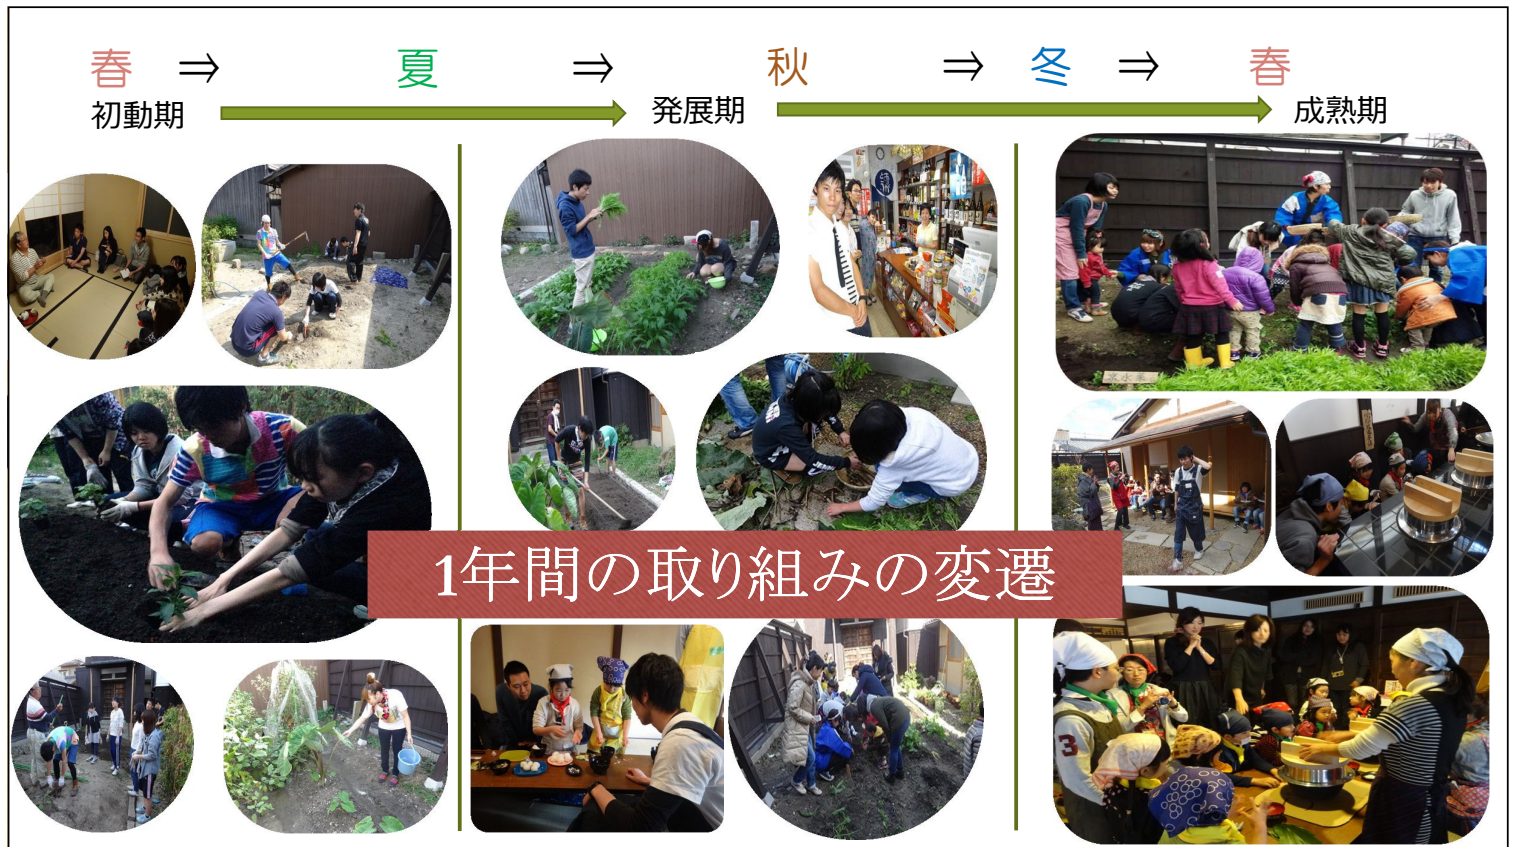 春 ⇒ 夏 ⇒ 秋 ⇒ 冬 ⇒ 春
初動期 発展期 成熟期
1年間の取り組みの変遷
3